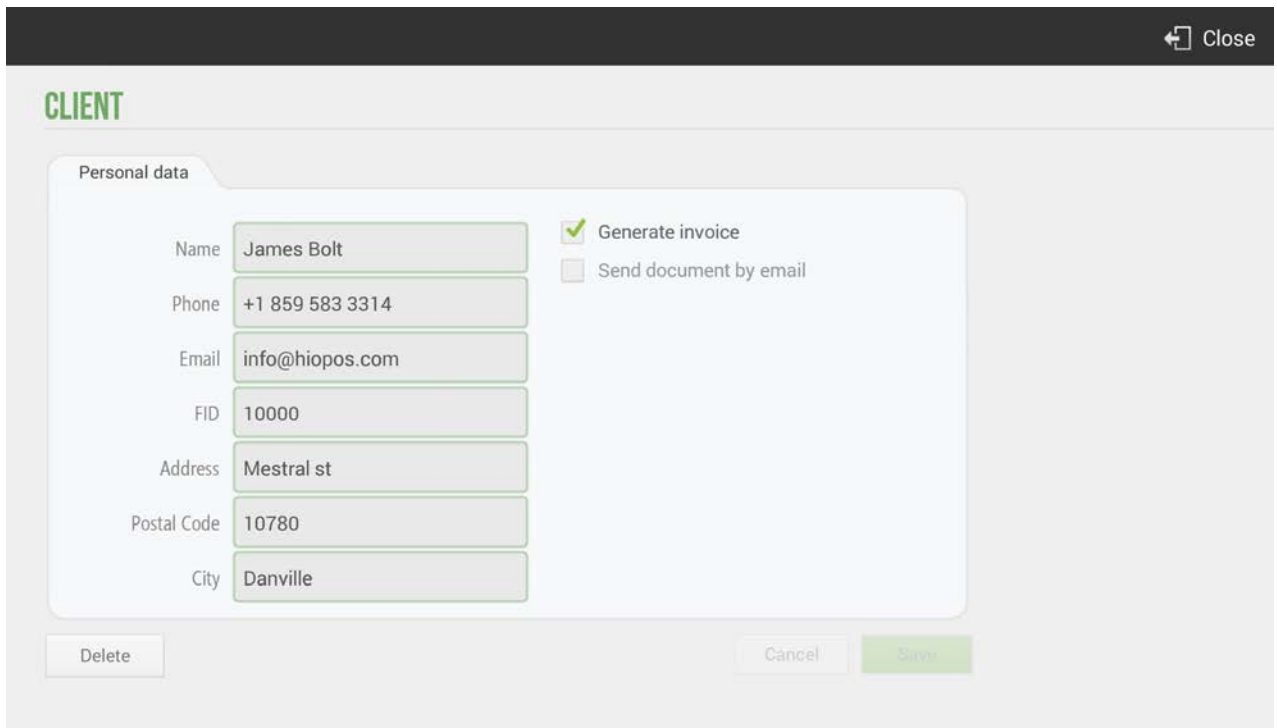 Close
CLIENT
Personal data
Name James Bolt
Phone +1 859 583 3314
Email info@hiopos.com
FID 10000
Address Mestral st
Postal Code 10780
City Danville
Generate invoice
Send document by email
Delete
Cancel
Save